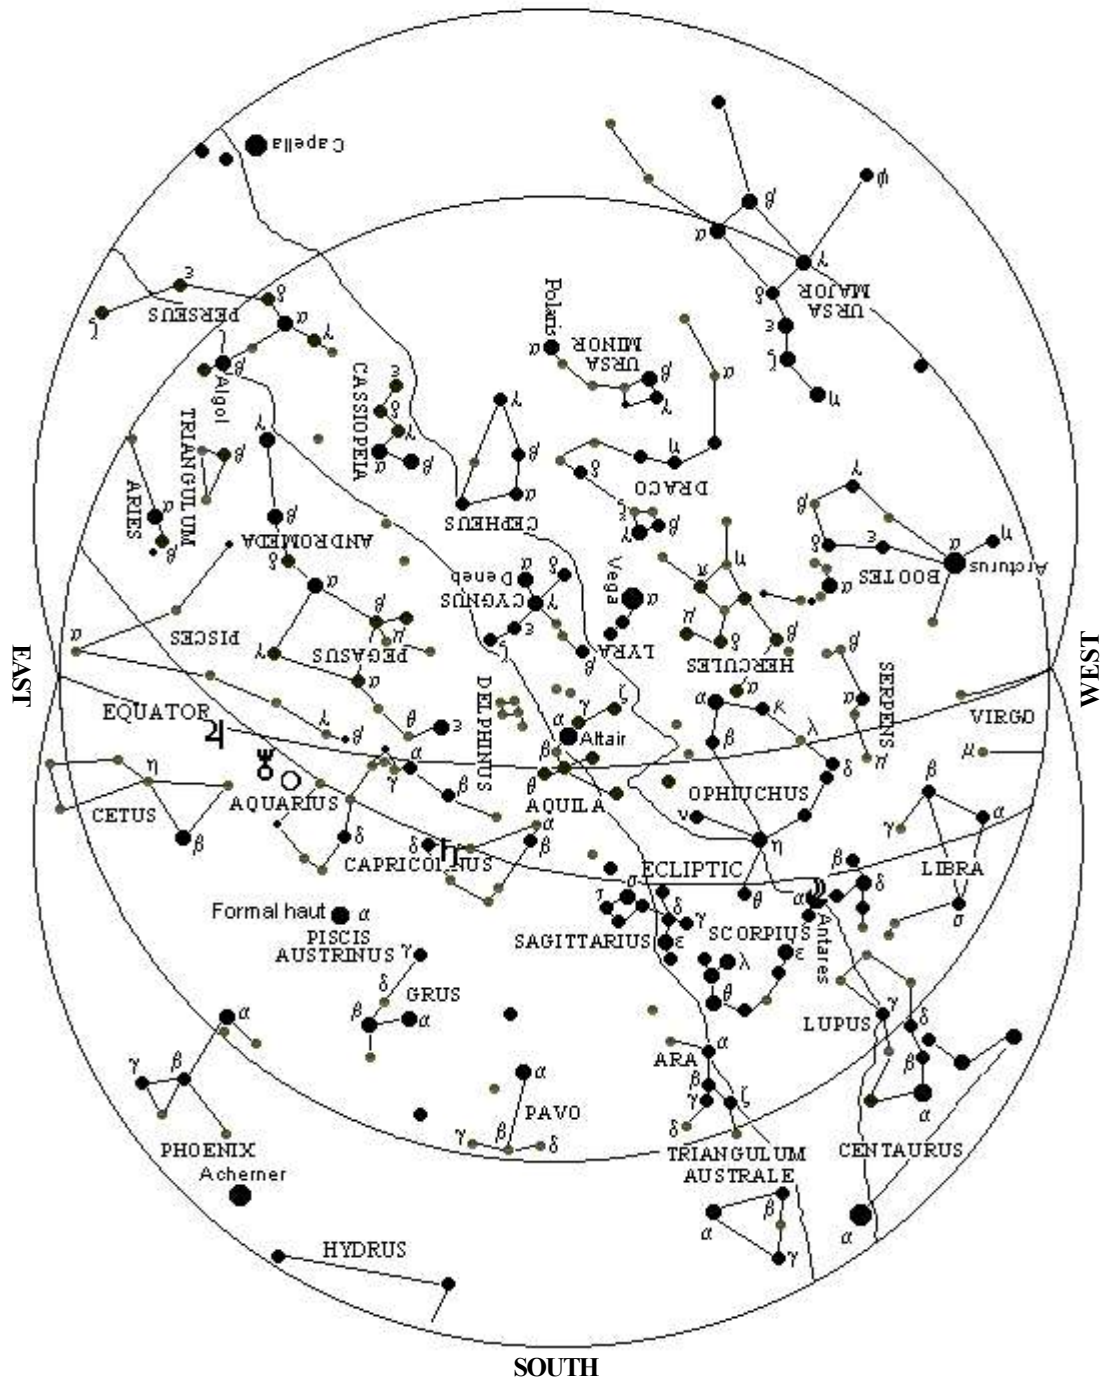 Capella
φ
β
α
γ
δ
URSA
MAJOR
ε
ζ
η
ε
δ
PERSEUS
ζ
α
γ
β
Algol
Polaris
α
URSA
MINOR
β
γ
α
CASSIOPEIA
ε
δ
γ
α
β
γ
β
α
CEPHEUS
TRIANGULUM
γ
ARIES
α
β
β
ANDROMEDA
δ
α
η
δ
DRACO
ξ
β
γ
γ
β
δ
ε
α
η
BOOTES
Arcturus
Deneb
α
δ
CYGNUS
γ
ε
ζ
β
Vega
α
LYRA
π
η
μ
δ
β
HERCULES
α
α
α
PISCES
β
μ
PEGASUS
γ
α
θ
ε
λ
β
DELPHINUS
γ
ζ
α
Altair
β
θ
AQUILA
α
κ
β
λ
δ
OPHIUCHUS
ν
η
θ
β
SERPENS
α
μ
VIRGO
μ
EAST
WEST
EQUATOR
η
CETUS
β
AQUARIUS
γ
α
β
δ
δ
CAPRICORNUS
α
β
ECLIPTIC
β
α
γ
LIBRA
σ
β
δ
α
Antares
SCORPIUS
ε
λ
θ
σ
τ
δ
γ
SAGITTARIUS
ε
Formal haut
α
PISCIS
AUSTRINUS
γ
δ
GRUS
β
α
α
γ
β
PHOENIX
Acherner
α
PAVO
γ
β
δ
α
ARA
β
γ
ζ
δ
LUPUS
γ
δ
β
α
CENTAURUS
TRIANGULUM
AUSTRALE
β
α
γ
α
HYDRUS
SOUTH